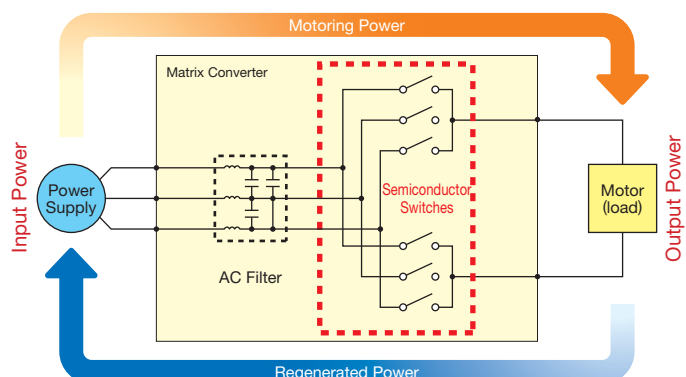 Motoring Power
Matrix Converter
Input Power
Power
Supply
AC Filter
Semiconductor
Switches
Motor
(load)
Output Power
Regenerated Power